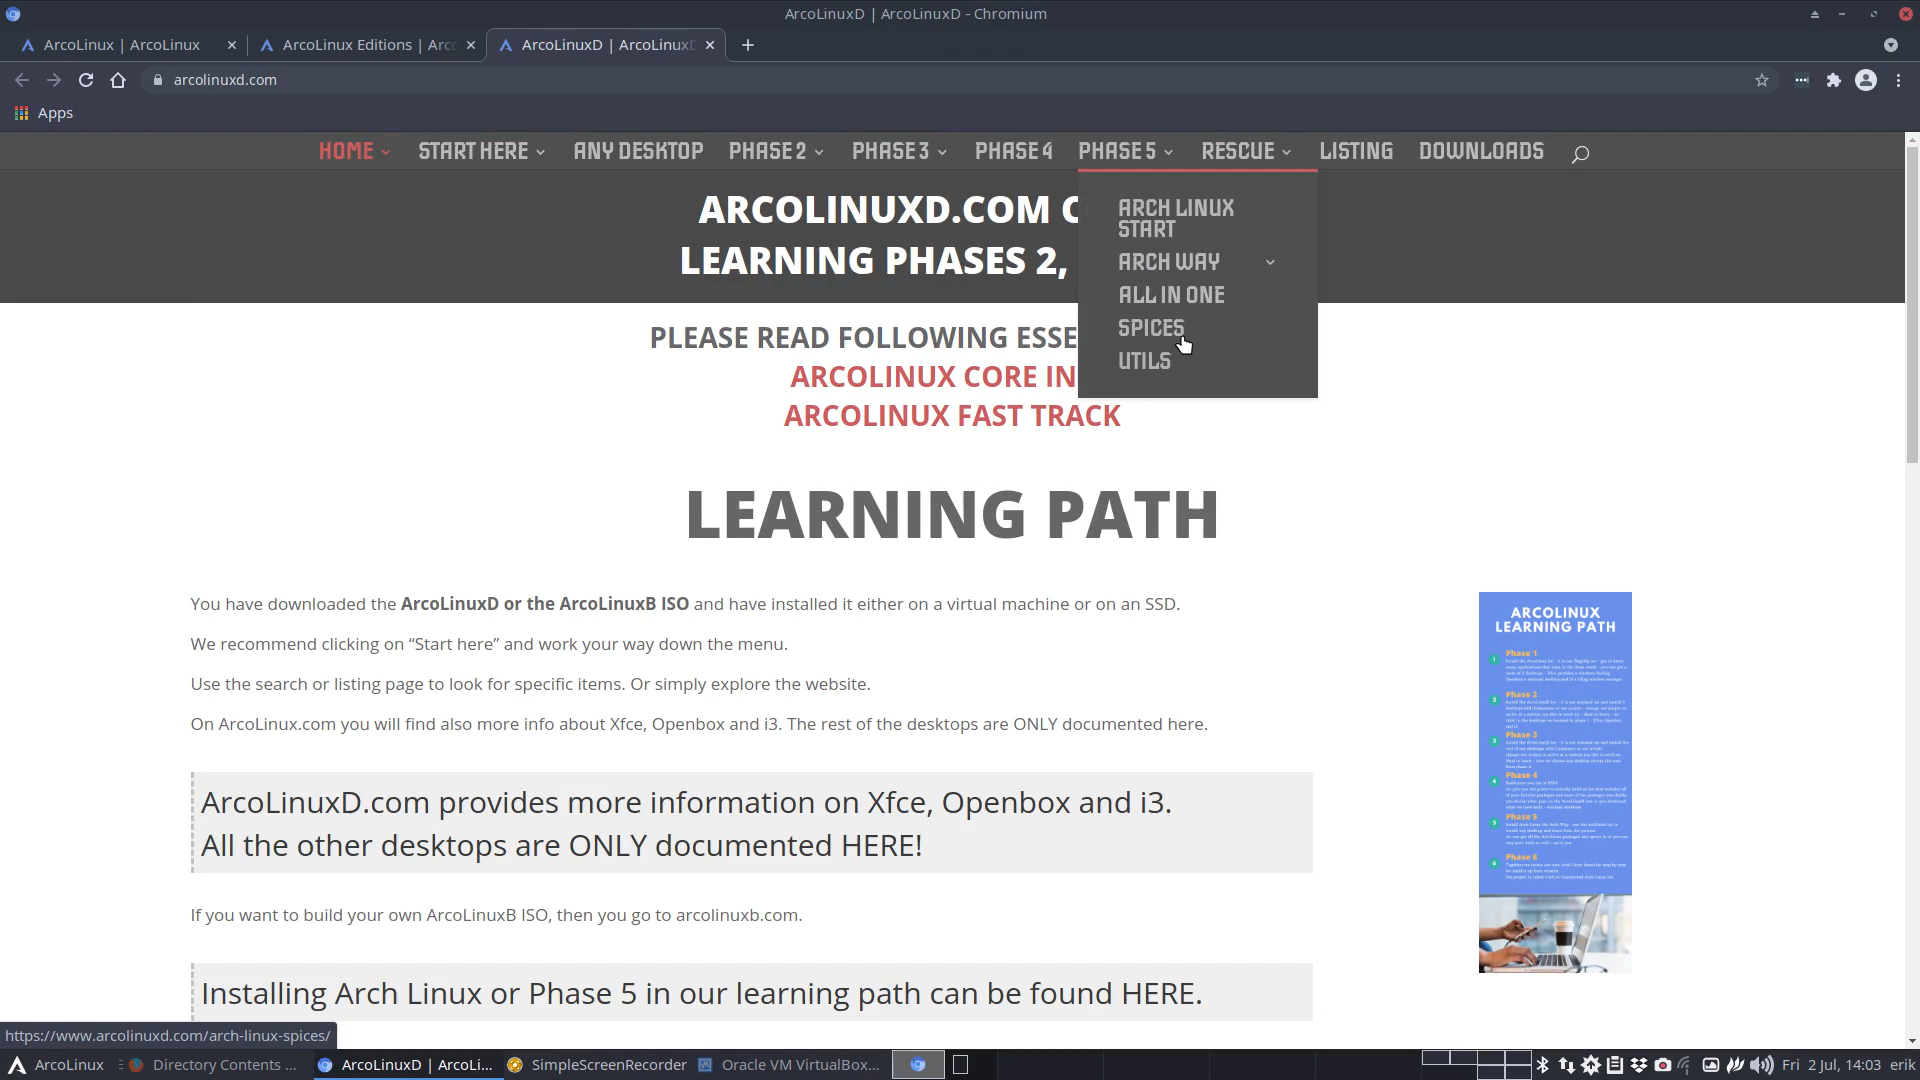 ArcoLinuxD | ArcoLinuxD - Chromium
ArcoLinux | ArcoLinux
ArcoLinux Editions | Arc
ArcoLinuxD | ArcoLinuxD
arcolinuxd.com
Apps
HOME START HERE ANY DESKTOP PHASE 2 PHASE 3 PHASE 4 PHASE 5 RESCUE LISTING DOWNLOADS
ARCH LINUX
START
ARCH WAY
ALL IN ONE
SPICES
UTILS
ARCOLINUXD.COM
LEARNING PHASES 2,
PLEASE READ FOLLOWING ESSE
ARCOLINUX CORE IN
ARCOLINUX FAST TRACK
LEARNING PATH
You have downloaded the ArcoLinuxD or the ArcoLinuxB ISO and have installed it either on a virtual machine or on an SSD.
We recommend clicking on “Start here” and work your way down the menu.
Use the search or listing page to look for specific items. Or simply explore the website.
On ArcoLinux.com you will find also more info about Xfce, Openbox and i3. The rest of the desktops are ONLY documented here.
ArcoLinuxD.com provides more information on Xfce, Openbox and i3.
All the other desktops are ONLY documented HERE!
If you want to build your own ArcoLinuxB ISO, then you go to arcolinuxb.com.
Installing Arch Linux or Phase 5 in our learning path can be found HERE.
ARCOLINUX
LEARNING PATH
1 Phase 1
2 Phase 2
3 Phase 3
4 Phase 4
5 Phase 5
6 Phase 6
https://www.arcolinuxd.com/arch-linux-spices/
ArcoLinux Directory Contents ... ArcoLinuxD | ArcoLi... SimpleScreenRecorder Oracle VM VirtualBox... Fri 2 Jul, 14:03 erik